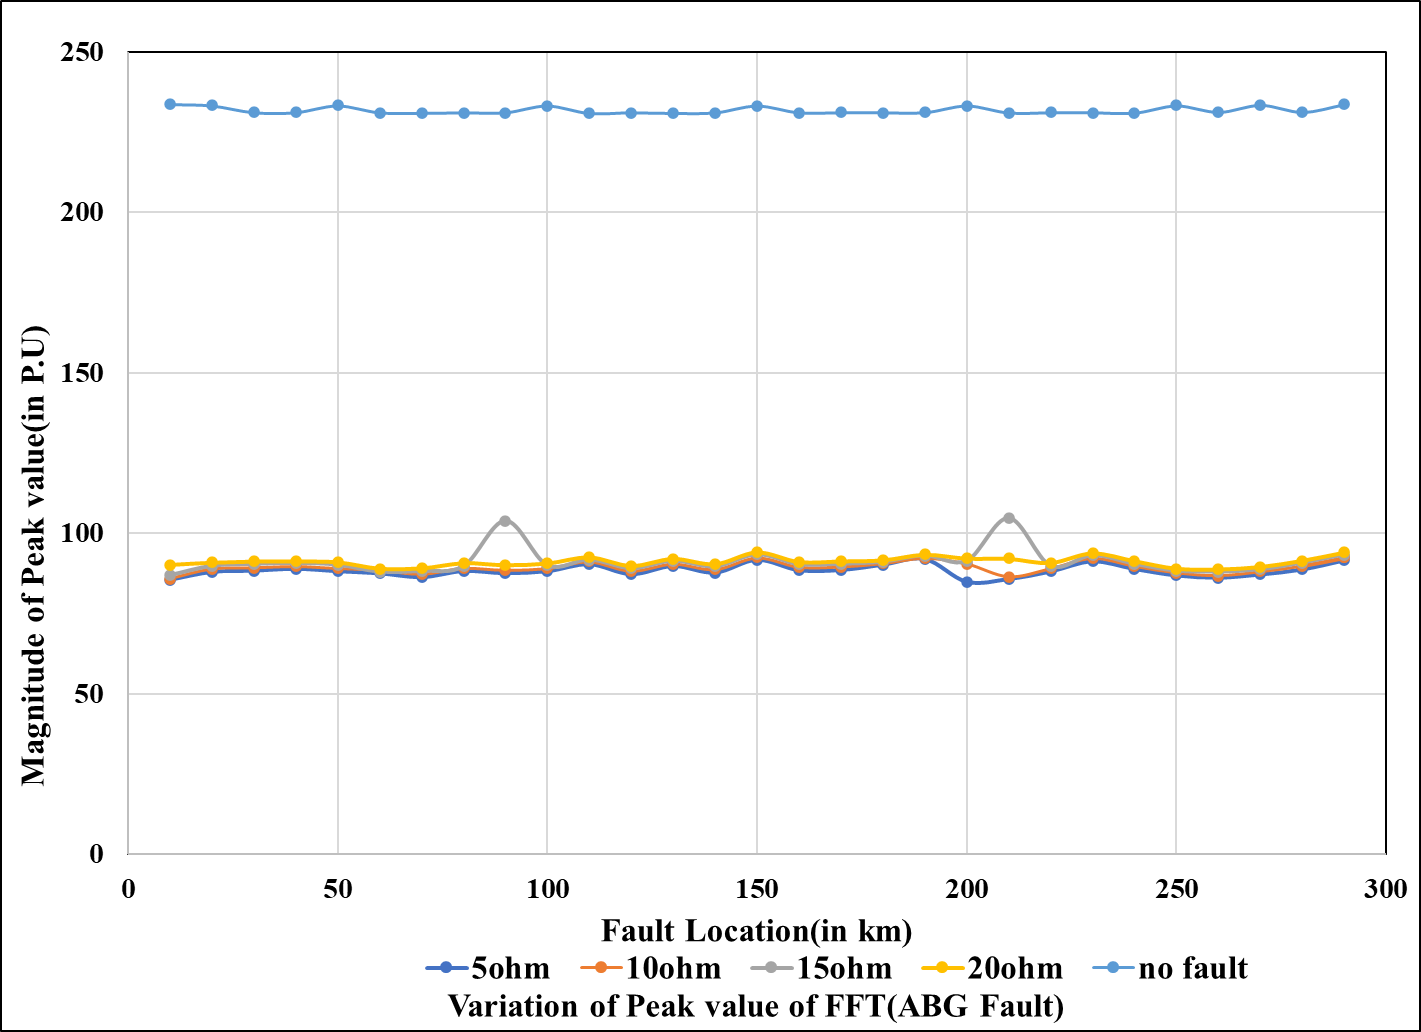 250
200
150
100
50
0
Magnitude of Peak value(in P.U)
0 50 100 150 200 250 300
Fault Location(in km)
5ohm 10ohm 15ohm 20ohm no fault
Variation of Peak value of FFT(ABG Fault)